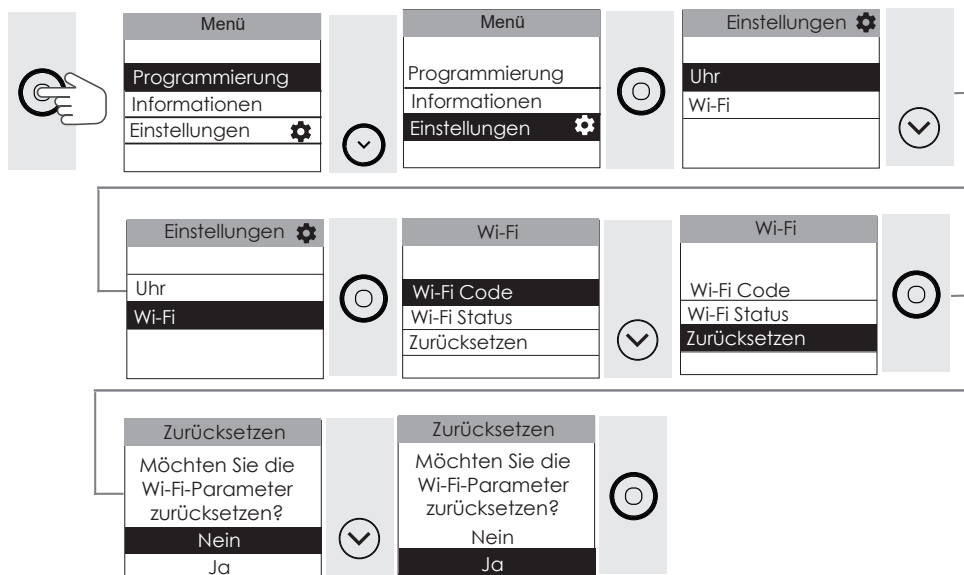 Menü
Programmierung
Informationen
Einstellungen
Menü
Programmierung
Informationen
Einstellungen
Einstellungen
Uhr
Wi-Fi
Einstellungen
Uhr
Wi-Fi
Wi-Fi
Wi-Fi Code
Wi-Fi Status
Zurücksetzen
Wi-Fi
Wi-Fi Code
Wi-Fi Status
Zurücksetzen
Zurücksetzen
Möchten Sie die
Wi-Fi-Parameter
zurücksetzen?
Nein
Ja
Zurücksetzen
Möchten Sie die
Wi-Fi-Parameter
zurücksetzen?
Nein
Ja